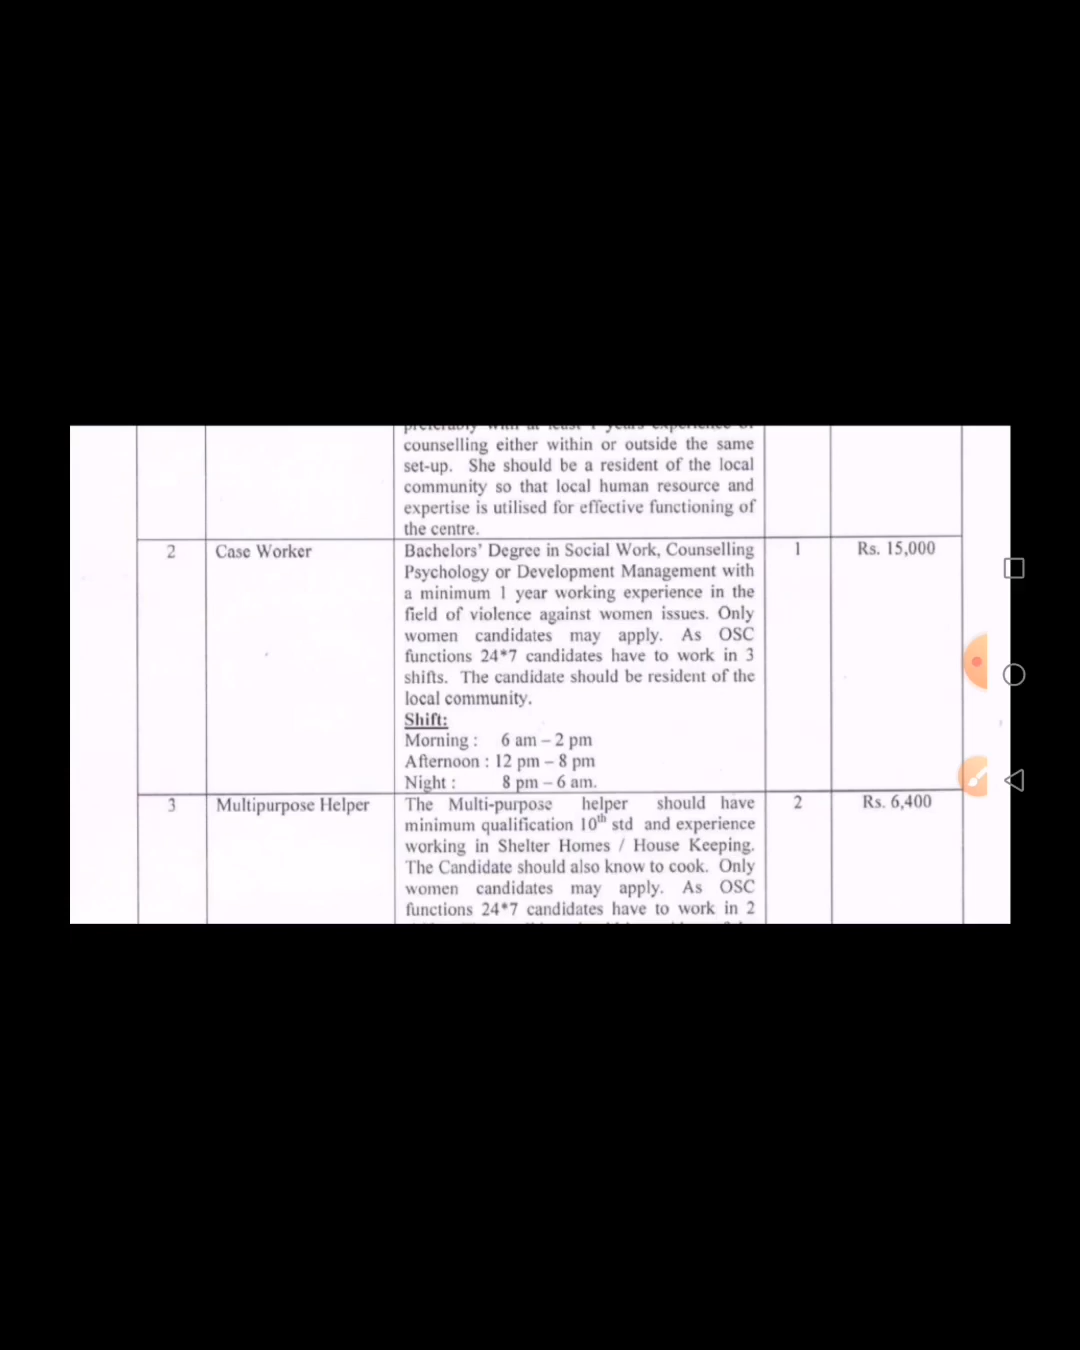 preferably with at least 1 years experience of
counselling either within or outside the same
set-up. She should be a resident of the local
community so that local human resource and
expertise is utilised for effective functioning of
the centre.
2 Case Worker Bachelors' Degree in Social Work, Counselling 1 Rs. 15,000
Psychology or Development Management with
a minimum 1 year working experience in the
field of violence against women issues. Only
women candidates may apply. As OSC
functions 24*7 candidates have to work in 3
shifts. The candidate should be resident of the
local community.
Shift:
Morning : 6 am – 2 pm
Afternoon : 12 pm – 8 pm
Night : 8 pm – 6 am.
3 Multipurpose Helper The Multi-purpose helper should have 2 Rs. 6,400
minimum qualification 10th std and experience
working in Shelter Homes / House Keeping.
The Candidate should also know to cook. Only
women candidates may apply. As OSC
functions 24*7 candidates have to work in 2